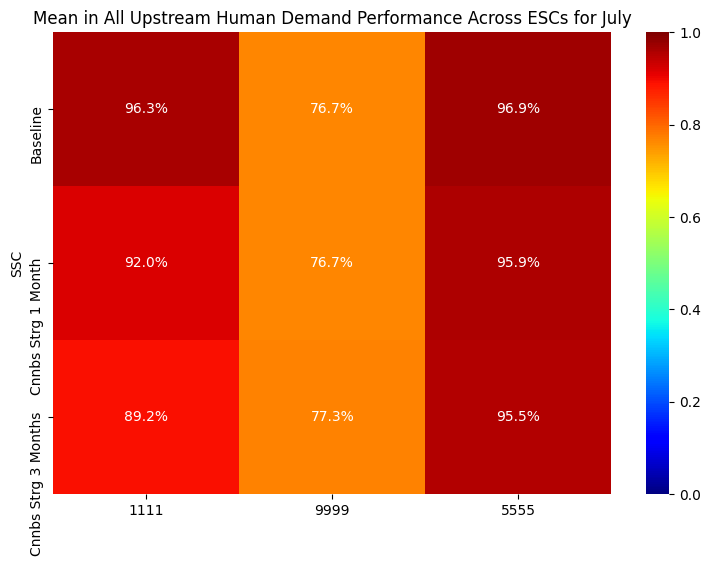 Mean in All Upstream Human Demand Performance Across ESCs for July
SSC
Baseline
96.3% 76.7% 96.9%
Cnnbs Strg 1 Month
92.0% 76.7% 95.9%
Cnnbs Strg 3 Months
89.2% 77.3% 95.5%
1111 9999 5555
1.0
0.8
0.6
0.4
0.2
0.0